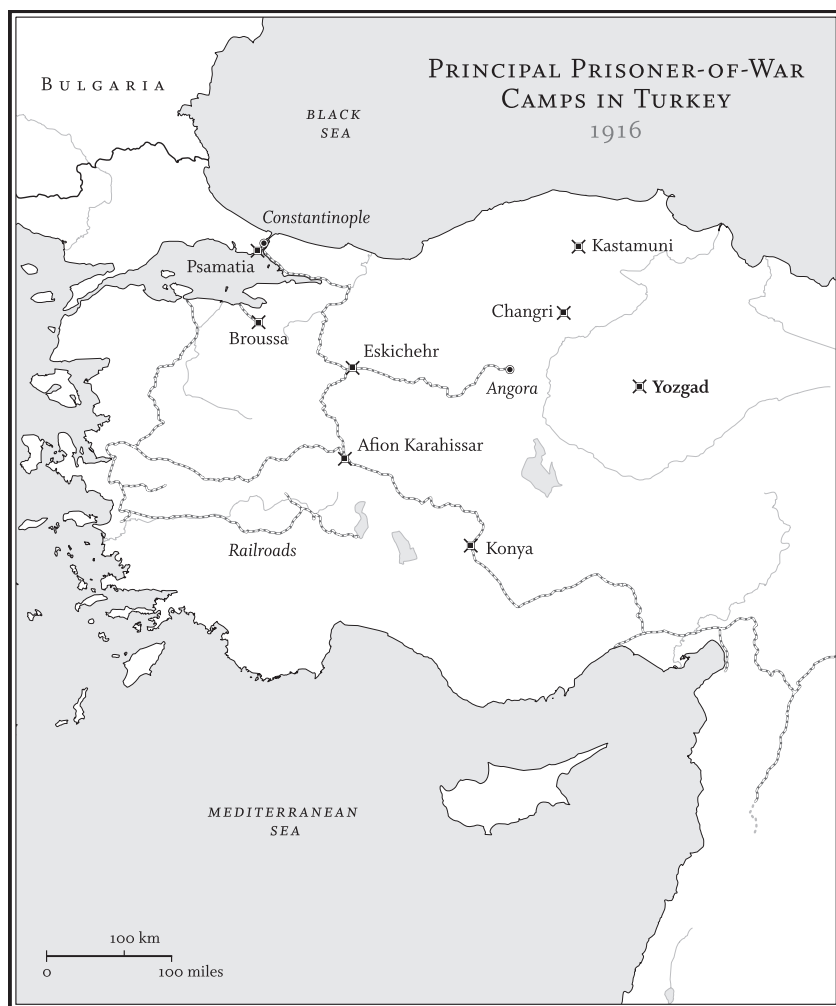 PRINCIPAL PRISONER-OF-WAR
CAMPS IN TURKEY
1916
BULGARIA
BLACK
SEA
Constantinople
Psamatia
Kastamuni
Changri
Broussa
Eskichehr
Angora
Yozgad
Afion Karahissar
Railroads
Konya
MEDITERRANEAN
SEA
100 km
0
100 miles